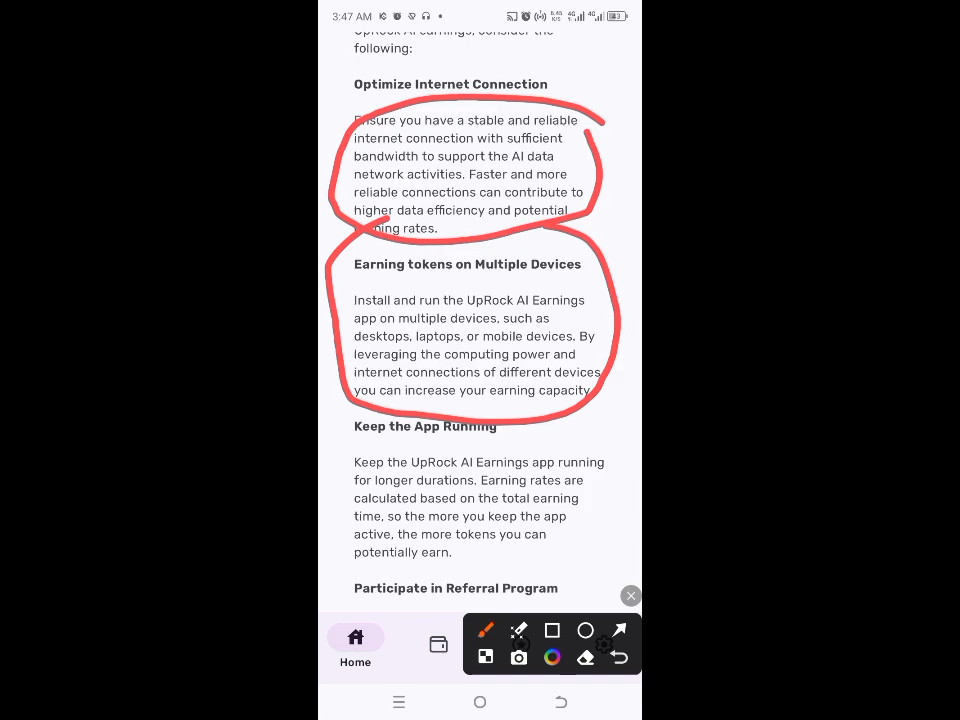 3:47 AM
following:
Optimize Internet Connection
Ensure you have a stable and reliable
internet connection with sufficient
bandwidth to support the AI data
network activities. Faster and more
reliable connections can contribute to
higher data efficiency and potential
rates.
Earning tokens on Multiple Devices
Install and run the UpRock AI Earnings
app on multiple devices, such as
desktops, laptops, or mobile devices. By
leveraging the computing power and
internet connections of different devices
you can increase your earning capacity
Keep the App Running
Keep the UpRock AI Earnings app running
for longer durations. Earning rates are
calculated based on the total earning
time, so the more you keep the app
active, the more tokens you can
potentially earn.
Participate in Referral Program
Home